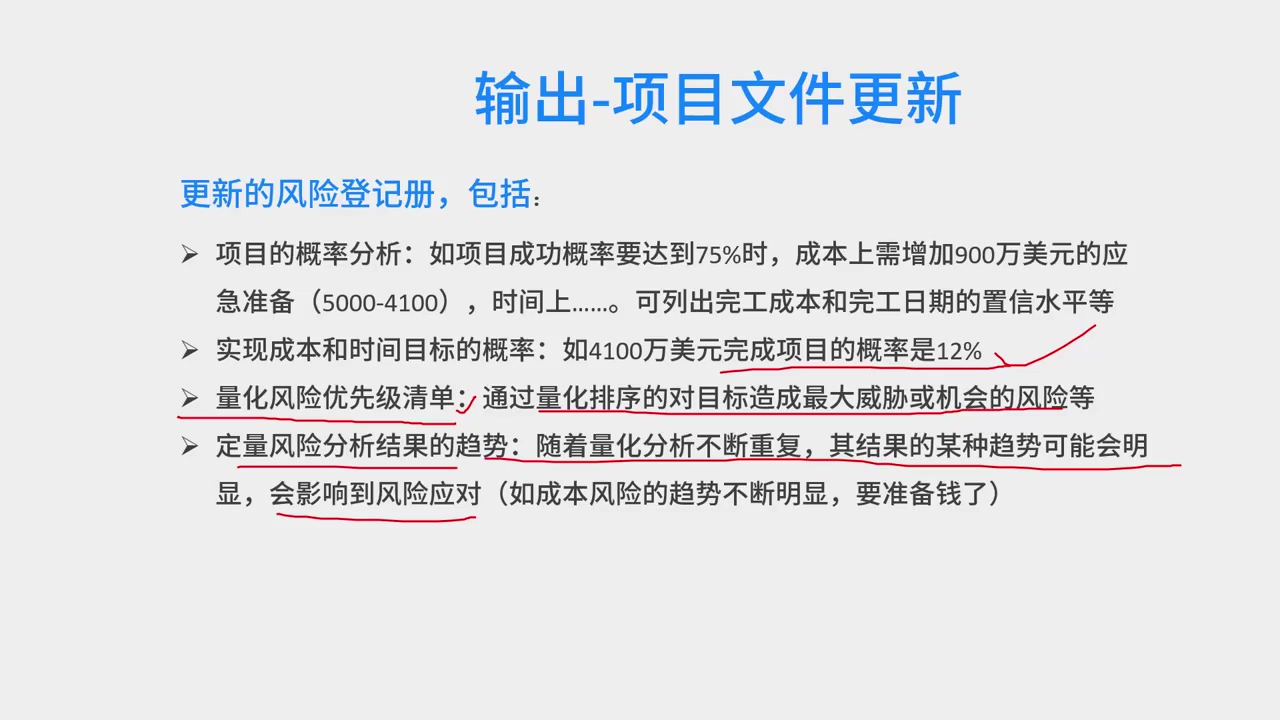 输出-项目文件更新
更新的风险登记册，包括：
➢ 项目的概率分析：如项目成功概率要达到75%时，成本上需增加900万美元的应
急准备（5000-4100），时间上……。可列出完工成本和完工日期的置信水平等
➢ 实现成本和时间目标的概率：如4100万美元完成项目的概率是12%
➢ 量化风险优先级清单：通过量化排序的对目标造成最大威胁或机会的风险等
➢ 定量风险分析结果的趋势：随着量化分析不断重复，其结果的某种趋势可能会明
显，会影响到风险应对（如成本风险的趋势不断明显，要准备钱了）